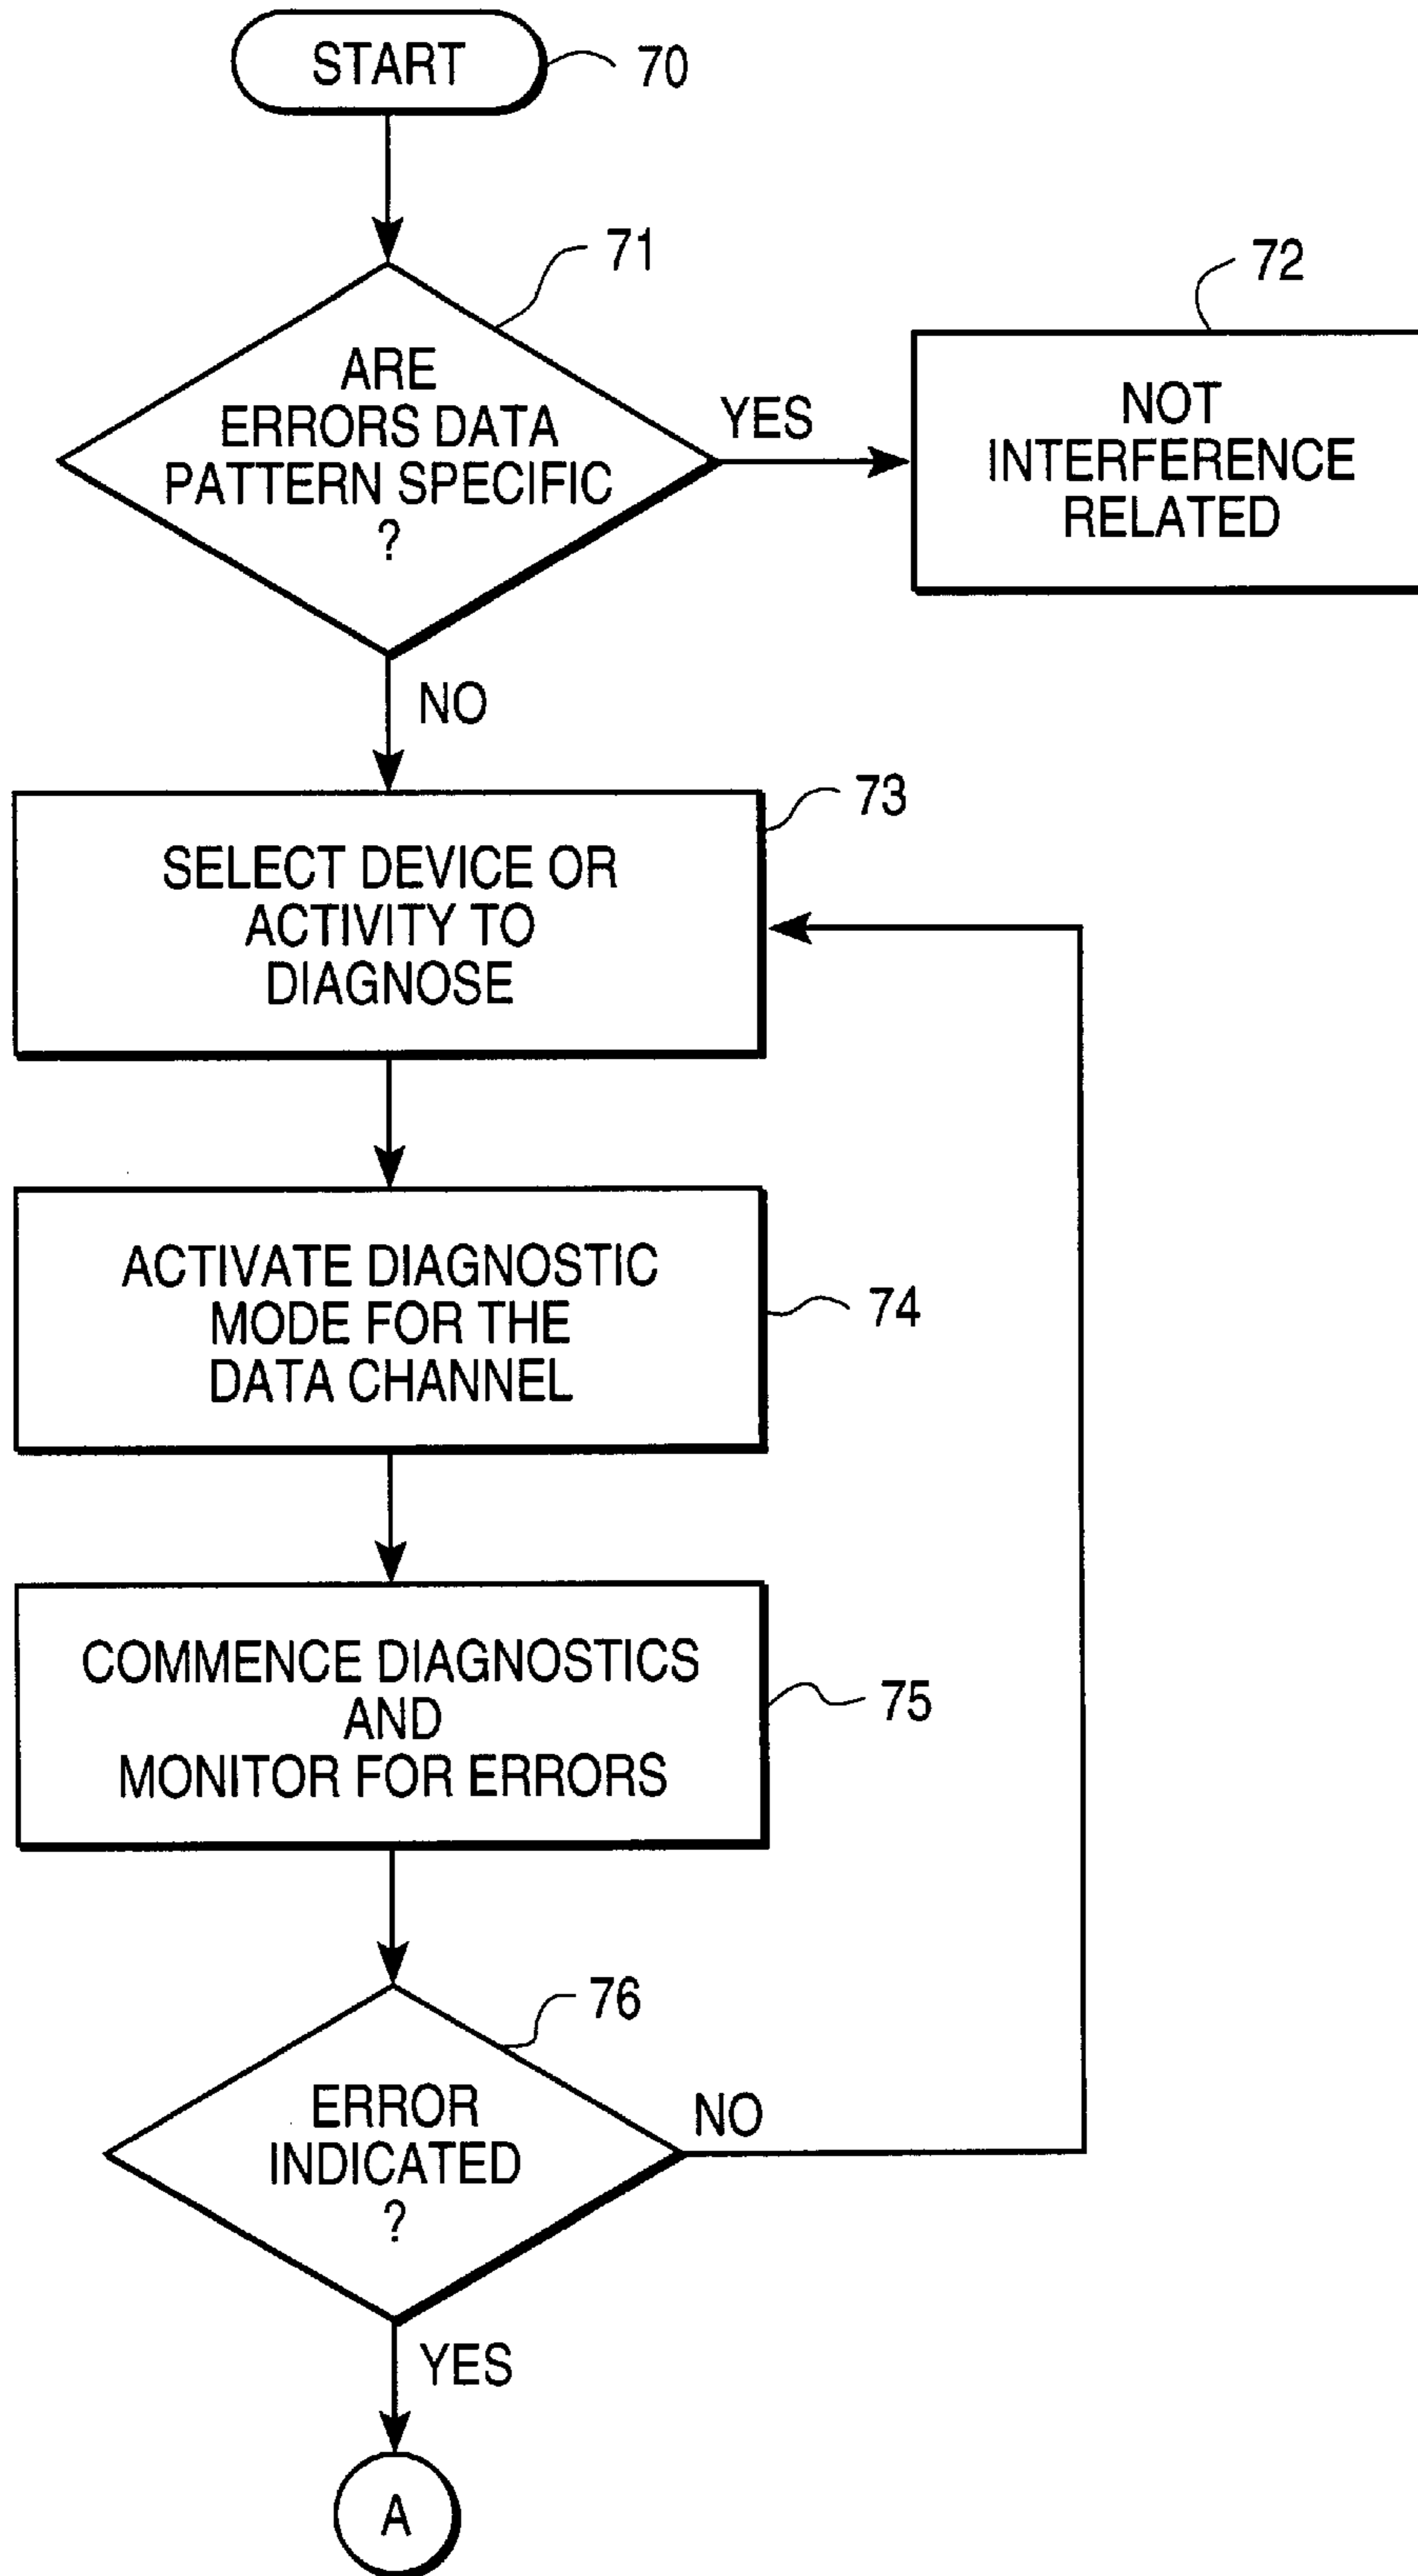 START
70
71
ARE
ERRORS DATA
PATTERN SPECIFIC
?
YES
72
NOT
INTERFERENCE
RELATED
NO
73
SELECT DEVICE OR
ACTIVITY TO
DIAGNOSE
ACTIVATE DIAGNOSTIC
MODE FOR THE
DATA CHANNEL
74
COMMENCE DIAGNOSTICS
AND
MONITOR FOR ERRORS
75
76
ERROR
INDICATED
?
NO
YES
A